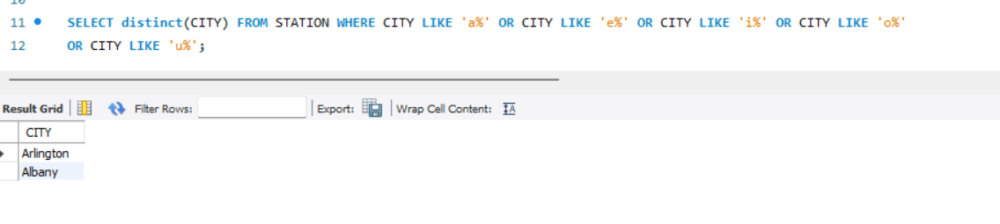 10
11 SELECT distinct(CITY) FROM STATION WHERE CITY LIKE 'a%' OR CITY LIKE 'e%' OR CITY LIKE 'i%' OR CITY LIKE 'o%'
12 OR CITY LIKE 'u%';
Result Grid Filter Rows: Export: Wrap Cell Content:
CITY
Arlington
Albany